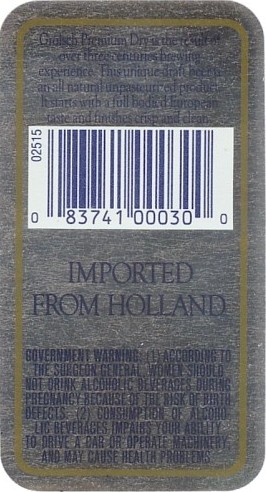 Grolsch Premium Dry is the result of
over three centuries brewing
experience. This unique draft beer is
an all natural unpasteurized product.
It starts with a full bodied European
taste and finishes crisp and clean.
02515
0 83741 00030 0
IMPORTED
FROM HOLLAND
GOVERNMENT WARNING: (1) ACCORDING TO
THE SURGEON GENERAL, WOMEN SHOULD
NOT DRINK ALCOHOLIC BEVERAGES DURING
PREGNANCY BECAUSE OF THE RISK OF BIRTH
DEFECTS. (2) CONSUMPTION OF ALCOHO-
LIC BEVERAGES IMPAIRS YOUR ABILITY
TO DRIVE A CAR OR OPERATE MACHINERY,
AND MAY CAUSE HEALTH PROBLEMS.